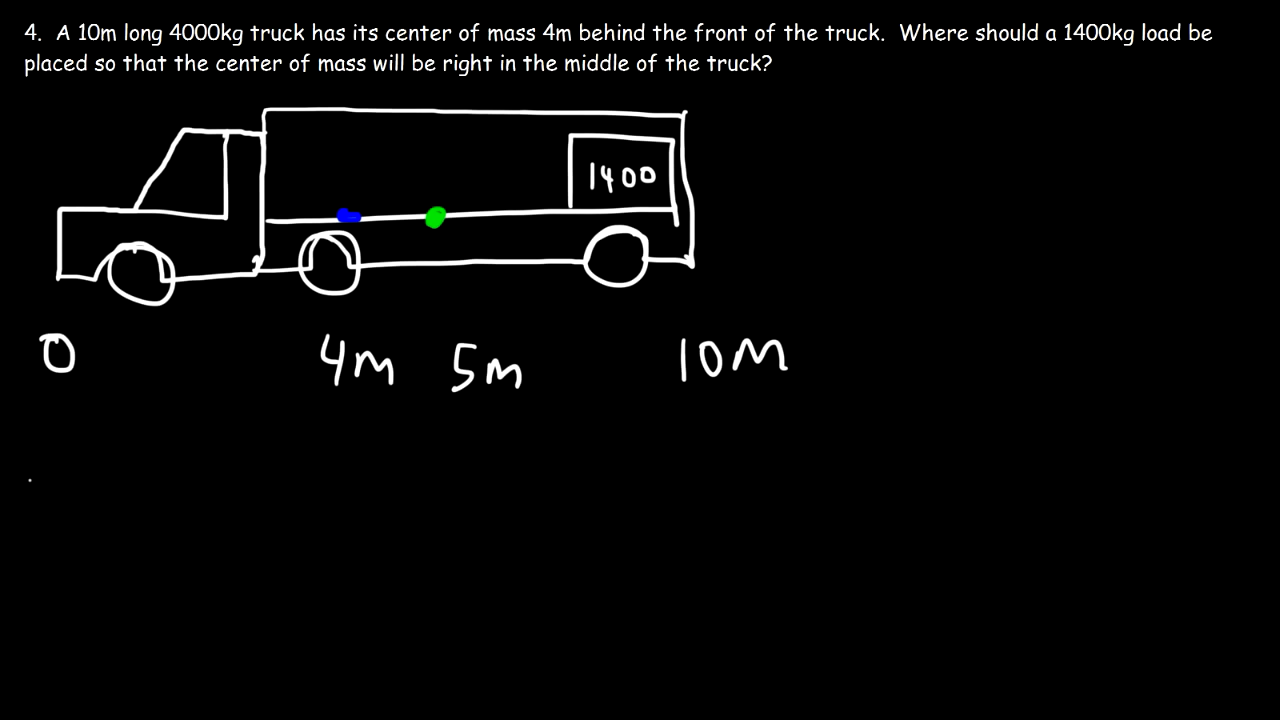 4. A 10m long 4000kg truck has its center of mass 4m behind the front of the truck. Where should a 1400kg load be
placed so that the center of mass will be right in the middle of the truck?
1400
0 4m 5m 10m